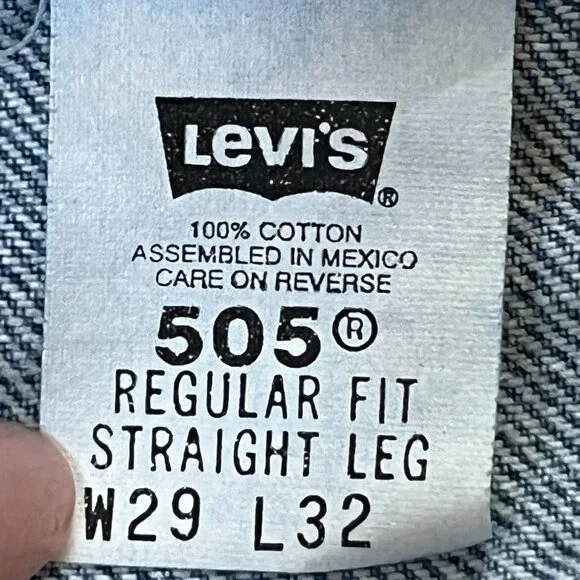 Levi's ®
100% COTTON
ASSEMBLED IN MEXICO
CARE ON REVERSE
505®
REGULAR FIT
STRAIGHT LEG
W29 L32